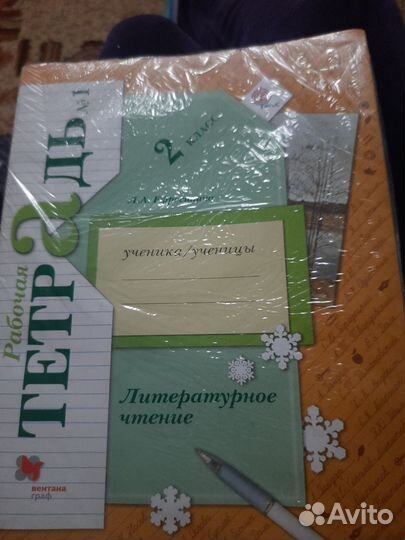 Рабочая
ТЕТРаДЬ №1
2 класс
ученика/ученицы
Литературное
чтение
вентана
граф
Avito